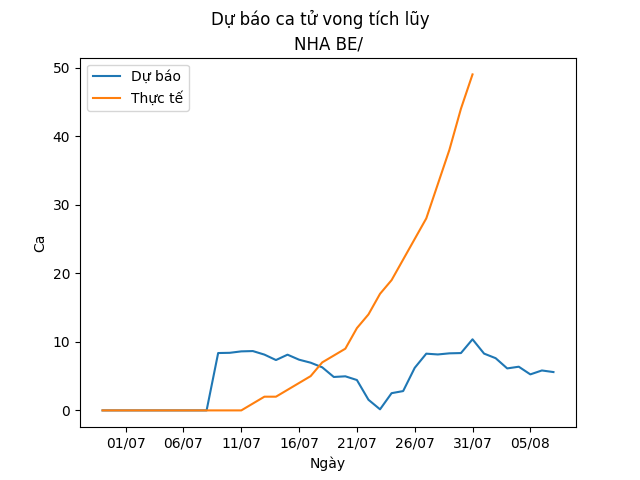 Dự báo ca tử vong tích lũy
NHA BE/
Dự báo
Thực tế
50
40
30
20
10
0
Ca
01/07 06/07 11/07 16/07 21/07 26/07 31/07 05/08
Ngày